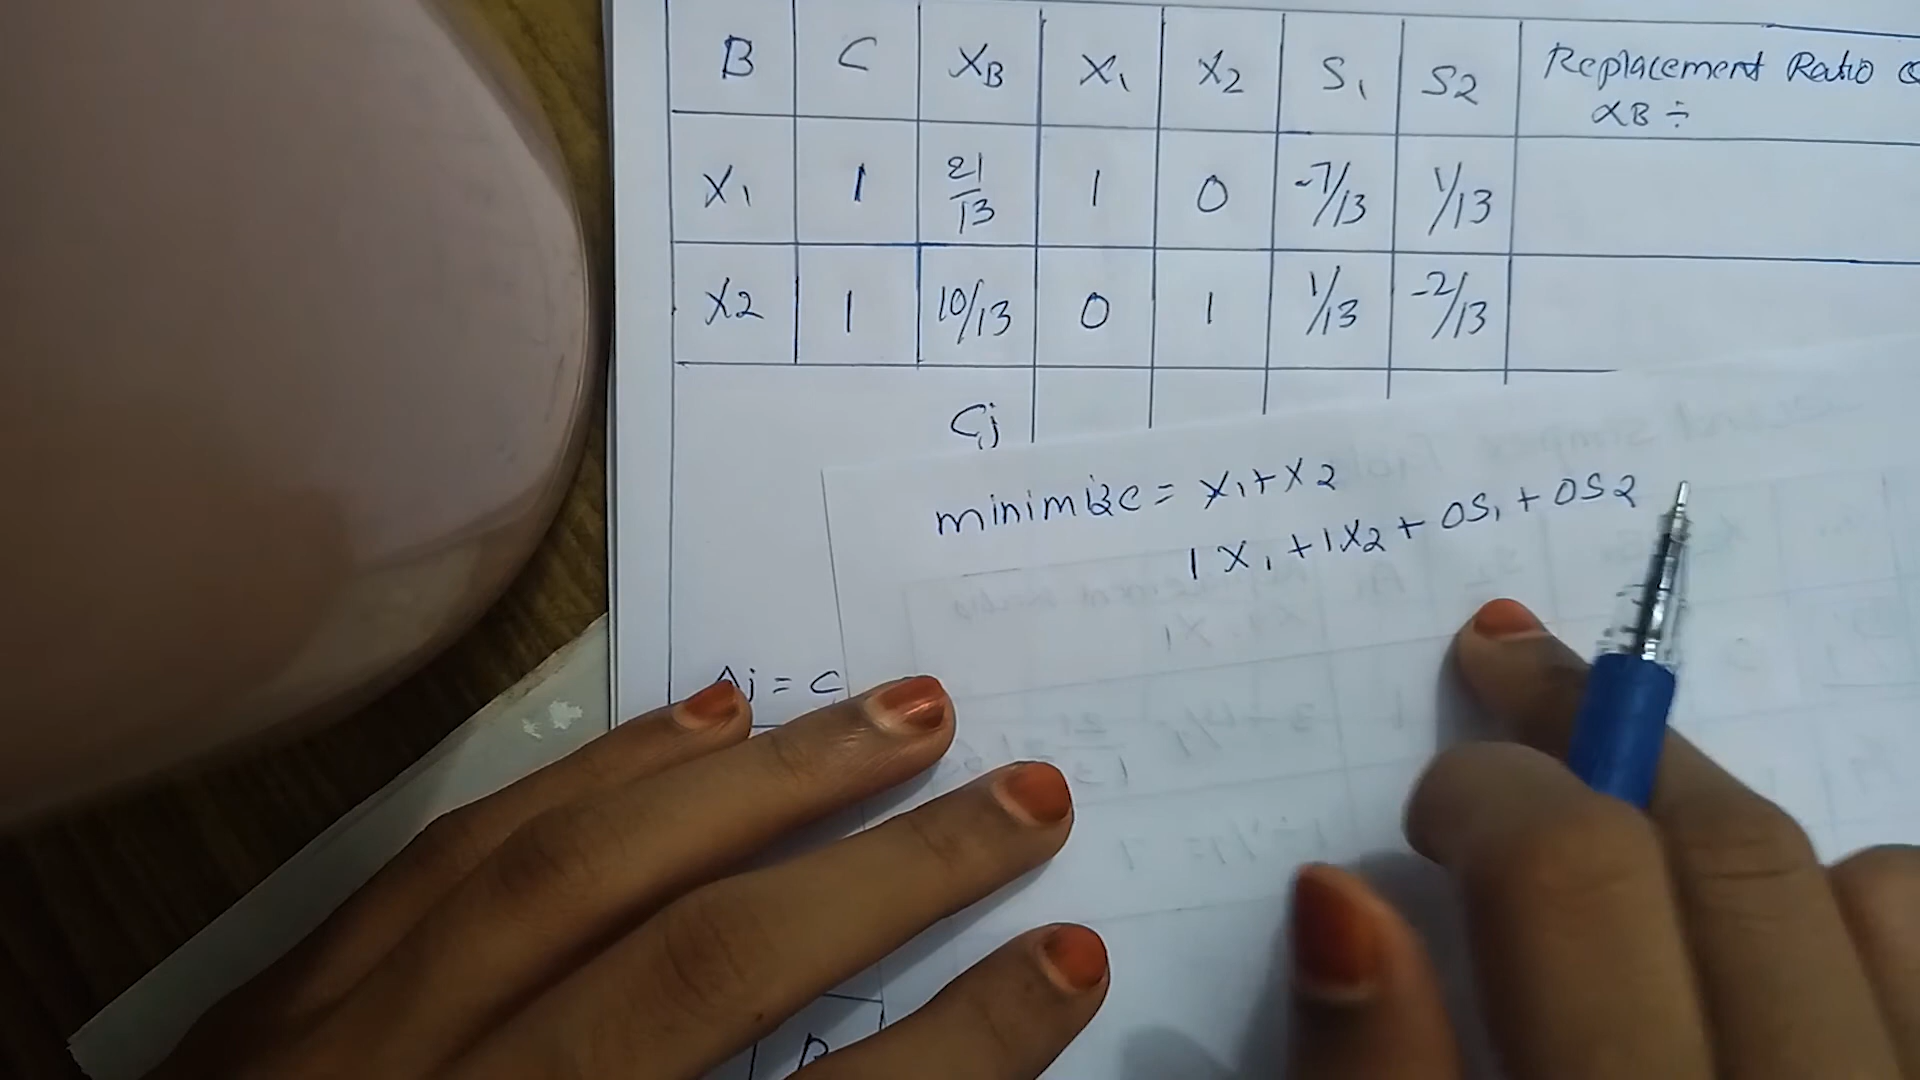 B C XB X1 X2 S1 S2 Replacement Ratio
XB ÷
X1 1 21/13 1 0 -7/13 1/13
X2 1 10/13 0 1 1/13 -2/13
Cj
minimize = X1+X2
1X1 + 1X2 + 0S1 + 0S2
Δj = C